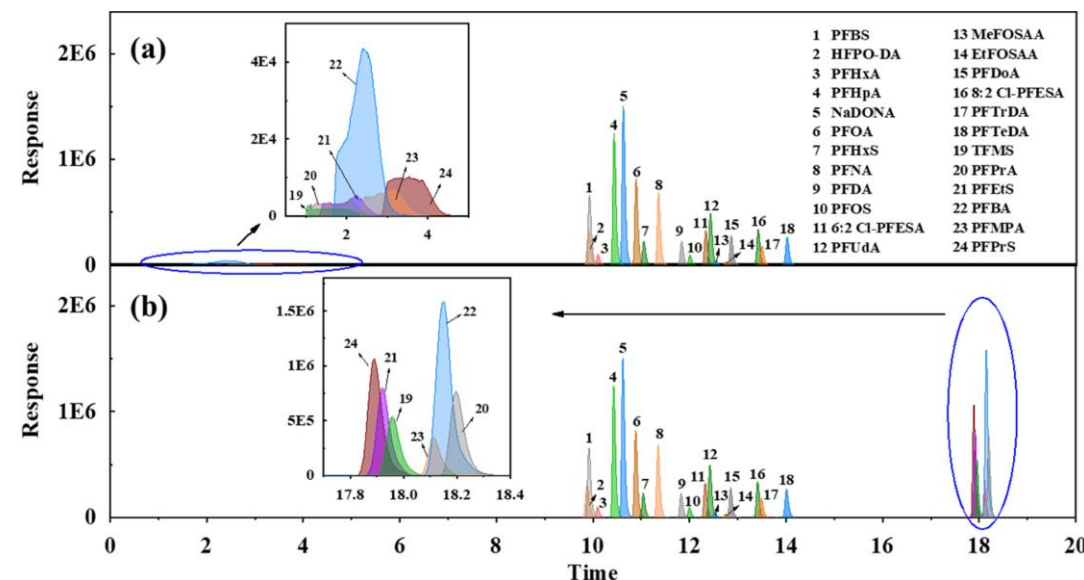 (a)
Response
2E6
1E6
0
4E4
2E4
0
2
4
19
20
21
22
23
24
1
2
3
4
5
6
7
8
9
10
11
12
13
14
15
16
17
18
1 PFBS
2 HFPO-DA
3 PFHxA
4 PFHpA
5 NaDONA
6 PFOA
7 PFHxS
8 PFNA
9 PFDA
10 PFOS
11 6:2 Cl-PFESA
12 PFUdA
13 MeFOSAA
14 EtFOSAA
15 PFDoA
16 8:2 Cl-PFESA
17 PFTrDA
18 PFTeDA
19 TFMS
20 PFPrA
21 PFEtS
22 PFBA
23 PFMPA
24 PFPrS
(b)
Response
2E6
1E6
0
1.5E6
1E6
5E5
0
17.8
18.0
18.2
18.4
24
21
19
23
22
20
1
2
3
4
5
6
7
8
9
10
11
12
13
14
15
16
17
18
0 2 4 6 8 10 12 14 16 18 20
Time